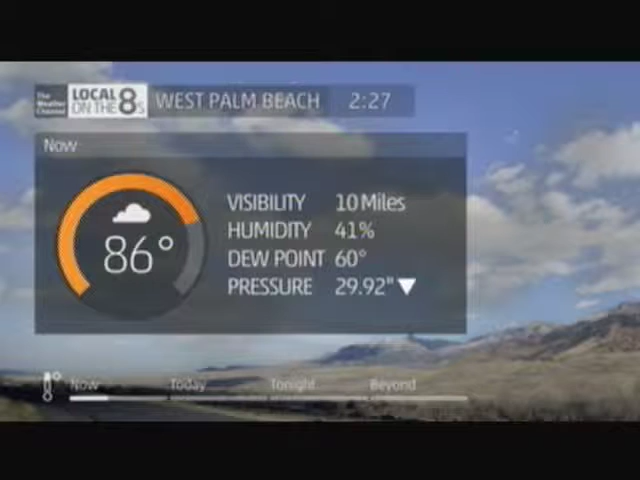 The Weather Channel
LOCAL ON THE 8s
WEST PALM BEACH 2:27
Now
86°
VISIBILITY 10 Miles
HUMIDITY 41%
DEW POINT 60°
PRESSURE 29.92"
Now Today Tonight Beyond